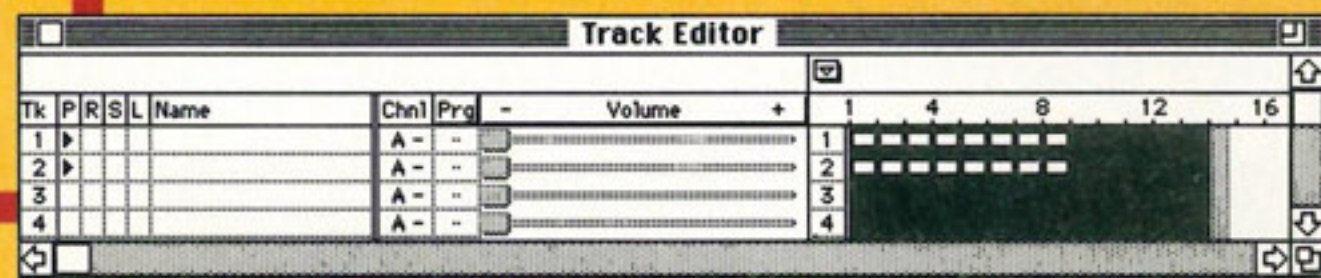 Track Editor
Tk P R S L Name Chnl Prg - Volume + 1 4 8 12 16
1 A - -- 1
2 A - -- 2
3 A - -- 3
4 A - -- 4